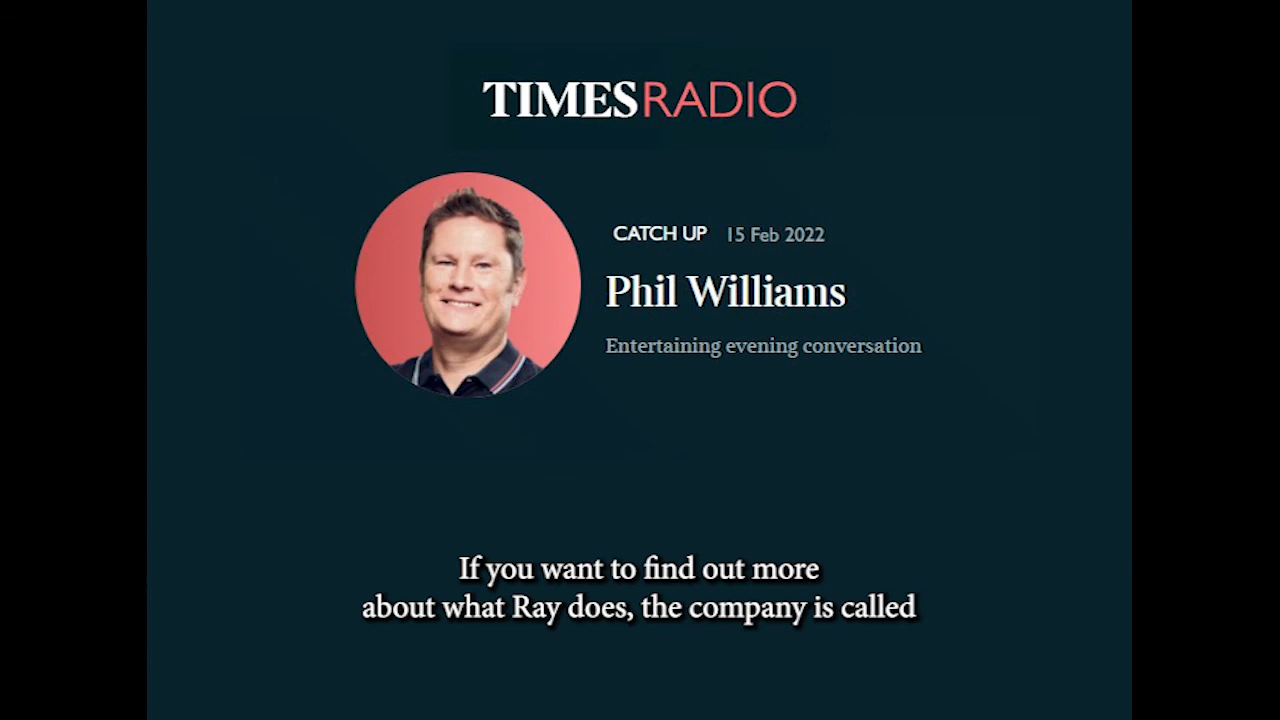 TIMESRADIO
CATCH UP 15 Feb 2022
Phil Williams
Entertaining evening conversation
If you want to find out more
about what Ray does, the company is called